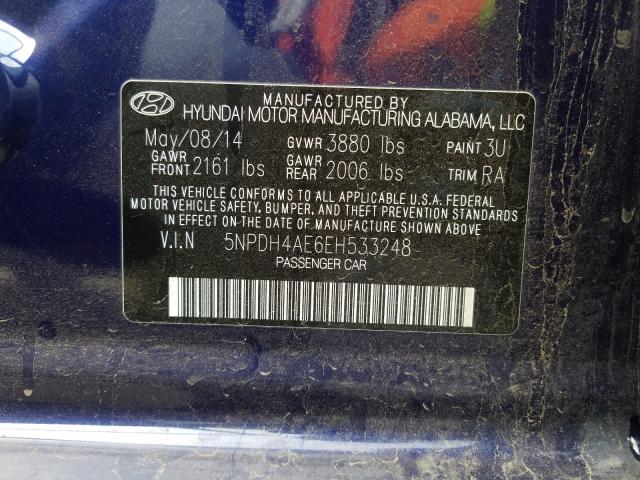 MANUFACTURED BY
HYUNDAI MOTOR MANUFACTURING ALABAMA, LLC
May/08/14 GVWR 3880 lbs PAINT 3U
GAWR FRONT 2161 lbs GAWR REAR 2006 lbs TRIM RA
THIS VEHICLE CONFORMS TO ALL APPLICABLE U.S.A. FEDERAL
MOTOR VEHICLE SAFETY, BUMPER, AND THEFT PREVENTION STANDARDS
IN EFFECT ON THE DATE OF MANUFACTURE SHOWN ABOVE
V.I.N 5NPDH4AE6EH533248
PASSENGER CAR